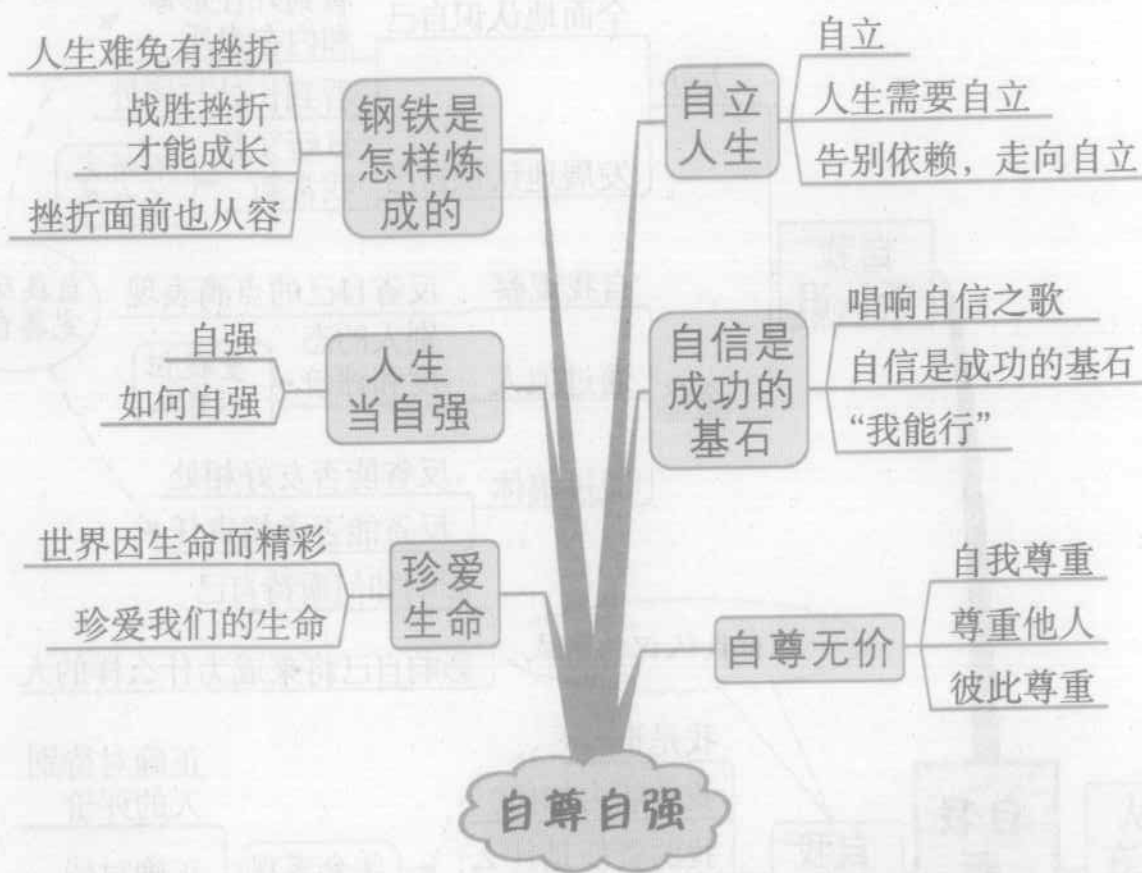 人生难免有挫折
战胜挫折
才能成长
挫折面前也从容
钢铁是
怎样炼
成的
自强
如何自强
人生
当自强
世界因生命而精彩
珍爱我们的生命
珍爱
生命
自立
人生
自立
人生需要自立
告别依赖，走向自立
自信是
成功的
基石
唱响自信之歌
自信是成功的基石
“我能行”
自尊无价
自我尊重
尊重他人
彼此尊重
自尊自强